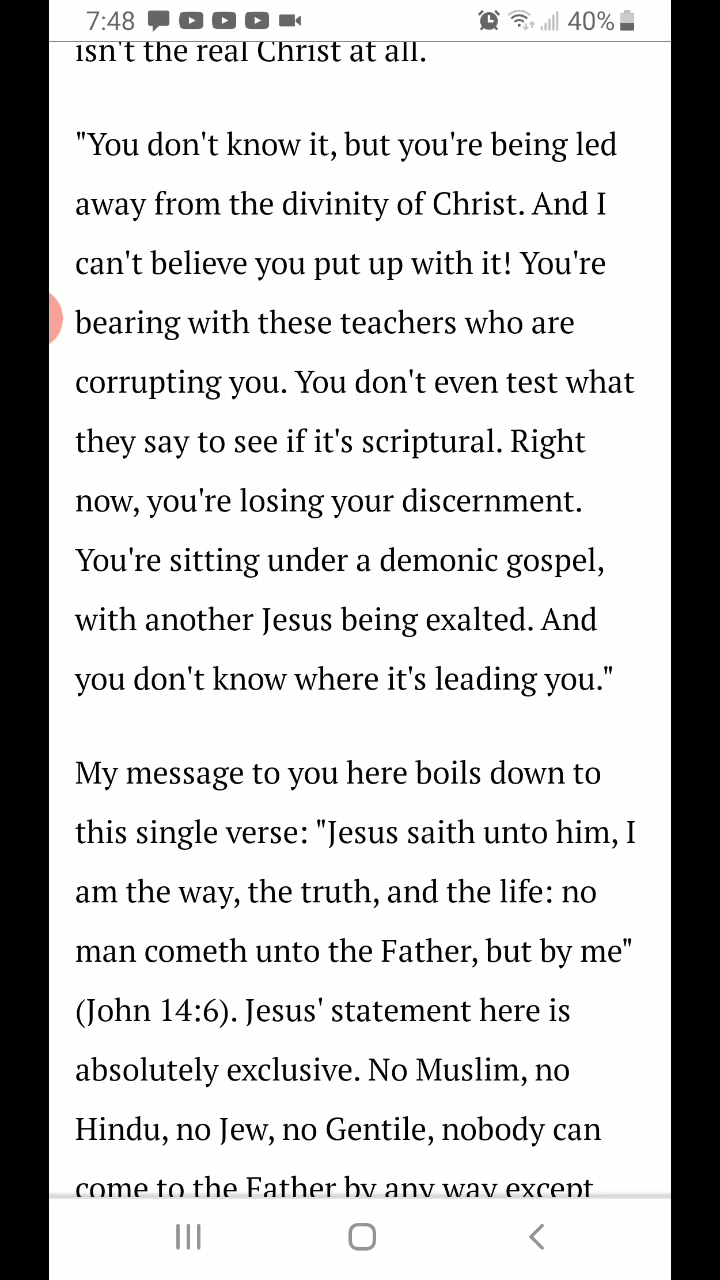 7:48 40%
isn't the real Christ at all.
"You don't know it, but you're being led
away from the divinity of Christ. And I
can't believe you put up with it! You're
bearing with these teachers who are
corrupting you. You don't even test what
they say to see if it's scriptural. Right
now, you're losing your discernment.
You're sitting under a demonic gospel,
with another Jesus being exalted. And
you don't know where it's leading you."
My message to you here boils down to
this single verse: "Jesus saith unto him, I
am the way, the truth, and the life: no
man cometh unto the Father, but by me"
(John 14:6). Jesus' statement here is
absolutely exclusive. No Muslim, no
Hindu, no Jew, no Gentile, nobody can
come to the Father by any way except